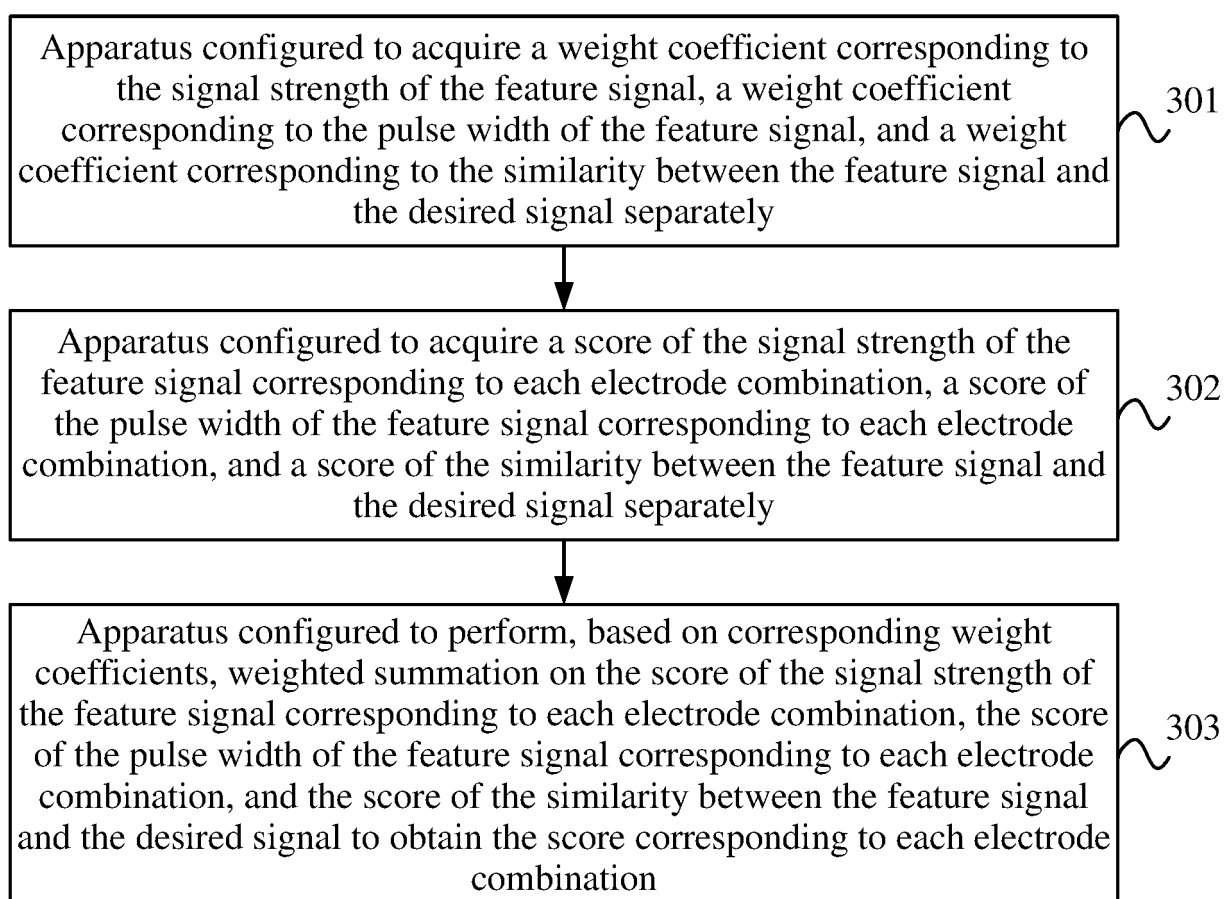 Apparatus configured to acquire a weight coefficient corresponding to
the signal strength of the feature signal, a weight coefficient
corresponding to the pulse width of the feature signal, and a weight
coefficient corresponding to the similarity between the feature signal and
the desired signal separately
301
Apparatus configured to acquire a score of the signal strength of the
feature signal corresponding to each electrode combination, a score of
the pulse width of the feature signal corresponding to each electrode
combination, and a score of the similarity between the feature signal and
the desired signal separately
302
Apparatus configured to perform, based on corresponding weight
coefficients, weighted summation on the score of the signal strength of
the feature signal corresponding to each electrode combination, the score
of the pulse width of the feature signal corresponding to each electrode
combination, and the score of the similarity between the feature signal
and the desired signal to obtain the score corresponding to each electrode
combination
303